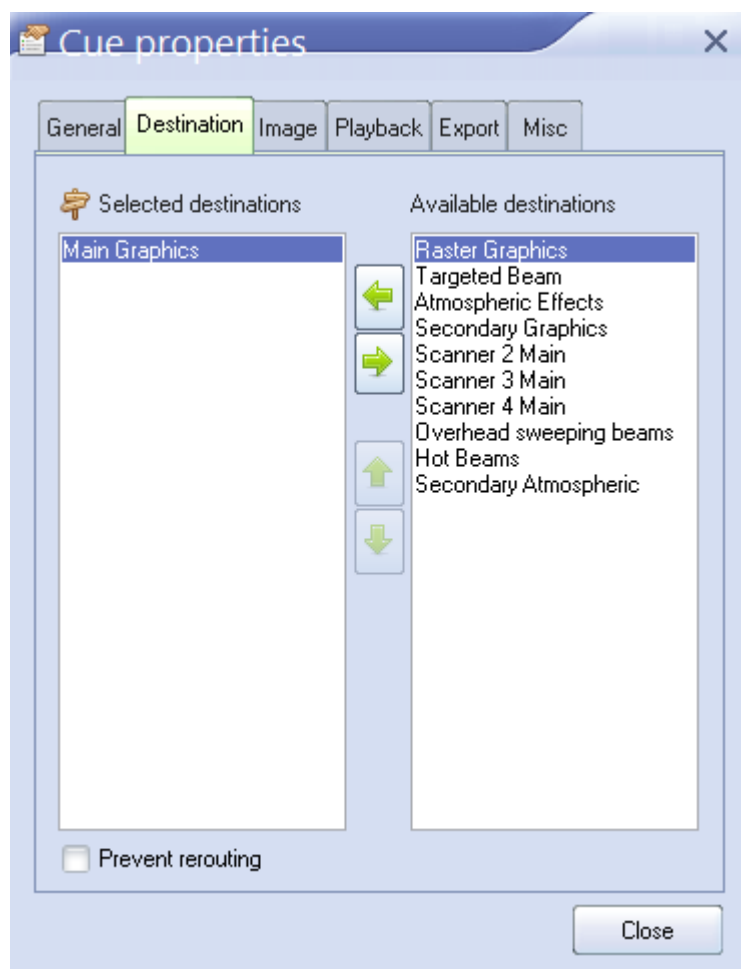 Cue properties
General Destination Image Playback Export Misc
Selected destinations
Available destinations
Main Graphics
Raster Graphics
Targeted Beam
Atmospheric Effects
Secondary Graphics
Scanner 2 Main
Scanner 3 Main
Scanner 4 Main
Overhead sweeping beams
Hot Beams
Secondary Atmospheric
Prevent rerouting
Close